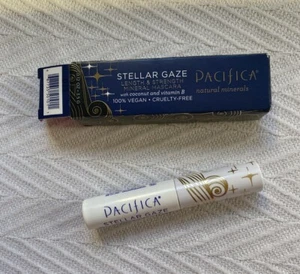 STELLAR GAZE
LENGTH & STRENGTH
MINERAL MASCARA
with coconut and vitamin B
100% VEGAN • CRUELTY-FREE
PACIFICA®
natural minerals
PACIFICA®
STELLAR GAZE